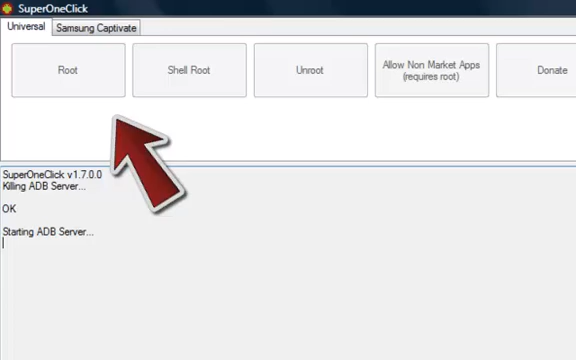 SuperOneClick
Universal
Samsung Captivate
Root
Shell Root
Unroot
Allow Non Market Apps
(requires root)
Donate
SuperOneClick v1.7.0.0
Killing ADB Server...
OK
Starting ADB Server...